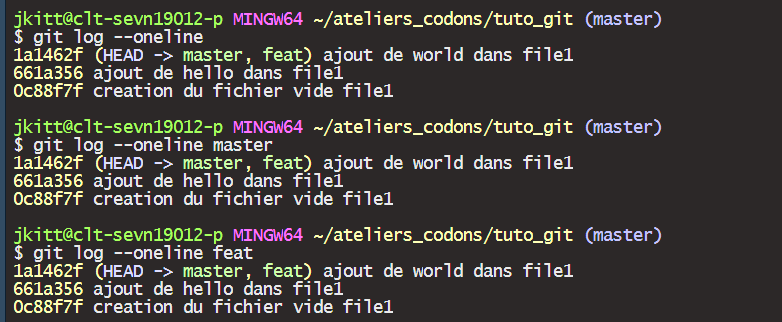 jkitt@clt-sevn19012-p MINGW64 ~/ateliers_codons/tuto_git (master)
$ git log --oneline
1a1462f (HEAD -> master, feat) ajout de world dans file1
661a356 ajout de hello dans file1
0c88f7f creation du fichier vide file1
jkitt@clt-sevn19012-p MINGW64 ~/ateliers_codons/tuto_git (master)
$ git log --oneline master
1a1462f (HEAD -> master, feat) ajout de world dans file1
661a356 ajout de hello dans file1
0c88f7f creation du fichier vide file1
jkitt@clt-sevn19012-p MINGW64 ~/ateliers_codons/tuto_git (master)
$ git log --oneline feat
1a1462f (HEAD -> master, feat) ajout de world dans file1
661a356 ajout de hello dans file1
0c88f7f creation du fichier vide file1